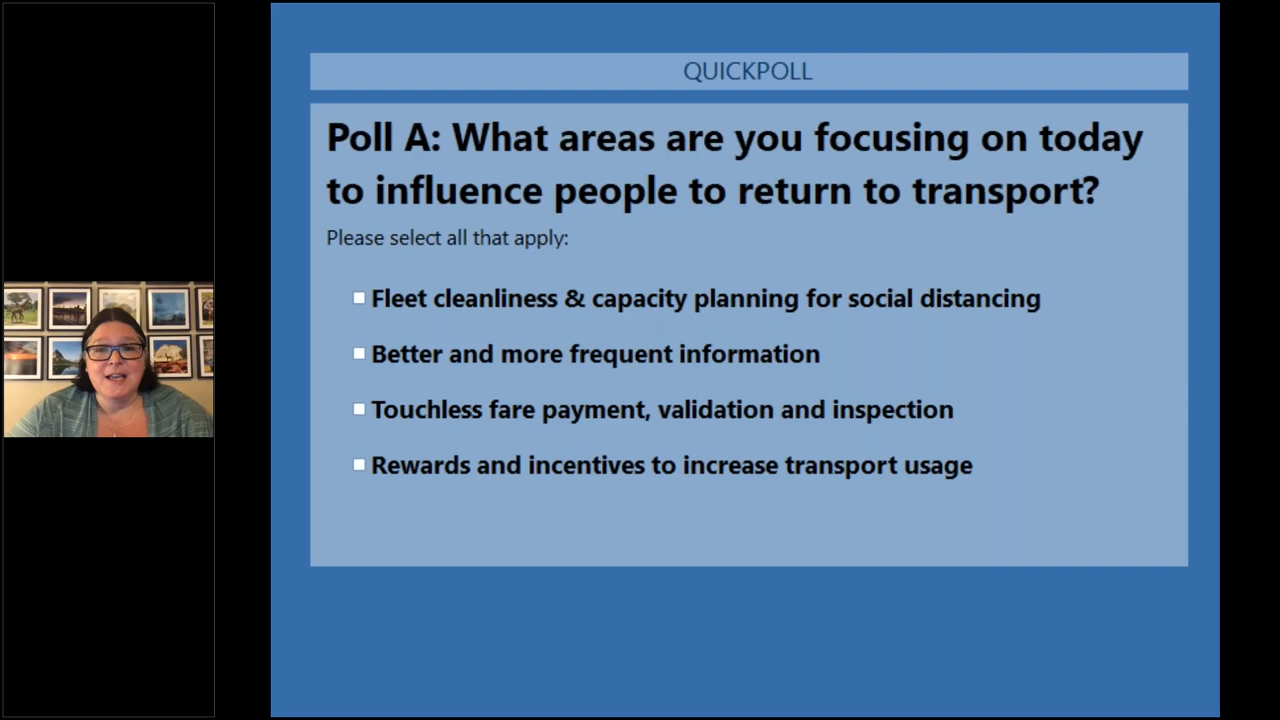 QUICKPOLL
Poll A: What areas are you focusing on today
to influence people to return to transport?
Please select all that apply:
Fleet cleanliness & capacity planning for social distancing
Better and more frequent information
Touchless fare payment, validation and inspection
Rewards and incentives to increase transport usage